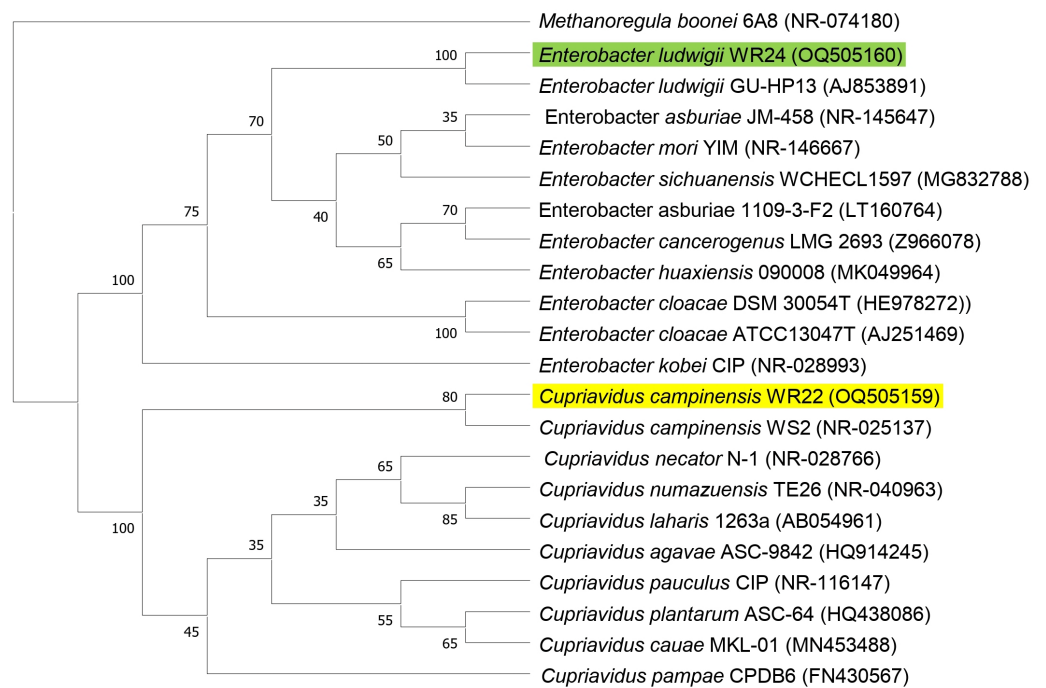 Methanoregula boonei 6A8 (NR-074180)
100
Enterobacter ludwigii WR24 (OQ505160)
Enterobacter ludwigii GU-HP13 (AJ853891)
70
35
Enterobacter asburiae JM-458 (NR-145647)
50
Enterobacter mori YIM (NR-146667)
Enterobacter sichuanensis WCHECL1597 (MG832788)
75
40
70
Enterobacter asburiae 1109-3-F2 (LT160764)
Enterobacter cancerogenus LMG 2693 (Z966078)
65
Enterobacter huaxiensis 090008 (MK049964)
100
Enterobacter cloacae DSM 30054T (HE978272))
100
Enterobacter cloacae ATCC13047T (AJ251469)
Enterobacter kobei CIP (NR-028993)
80
Cupriavidus campinensis WR22 (OQ505159)
Cupriavidus campinensis WS2 (NR-025137)
65
Cupriavidus necator N-1 (NR-028766)
35
Cupriavidus numazuensis TE26 (NR-040963)
85
Cupriavidus laharis 1263a (AB054961)
100
35
Cupriavidus agavae ASC-9842 (HQ914245)
Cupriavidus pauculus CIP (NR-116147)
55
Cupriavidus plantarum ASC-64 (HQ438086)
45
65
Cupriavidus cauae MKL-01 (MN453488)
Cupriavidus pampae CPDB6 (FN430567)